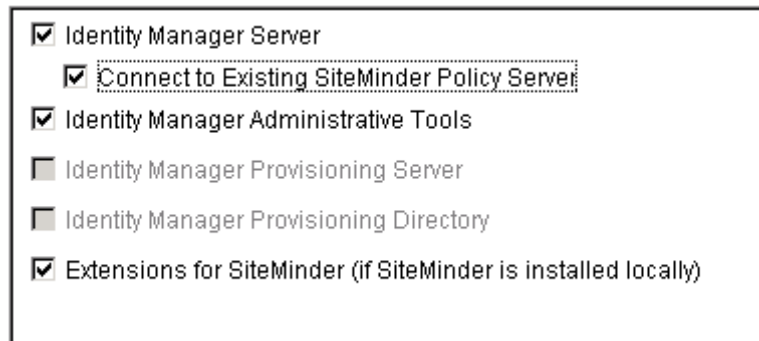 Identity Manager Server
Connect to Existing SiteMinder Policy Server
Identity Manager Administrative Tools
Identity Manager Provisioning Server
Identity Manager Provisioning Directory
Extensions for SiteMinder (if SiteMinder is installed locally)